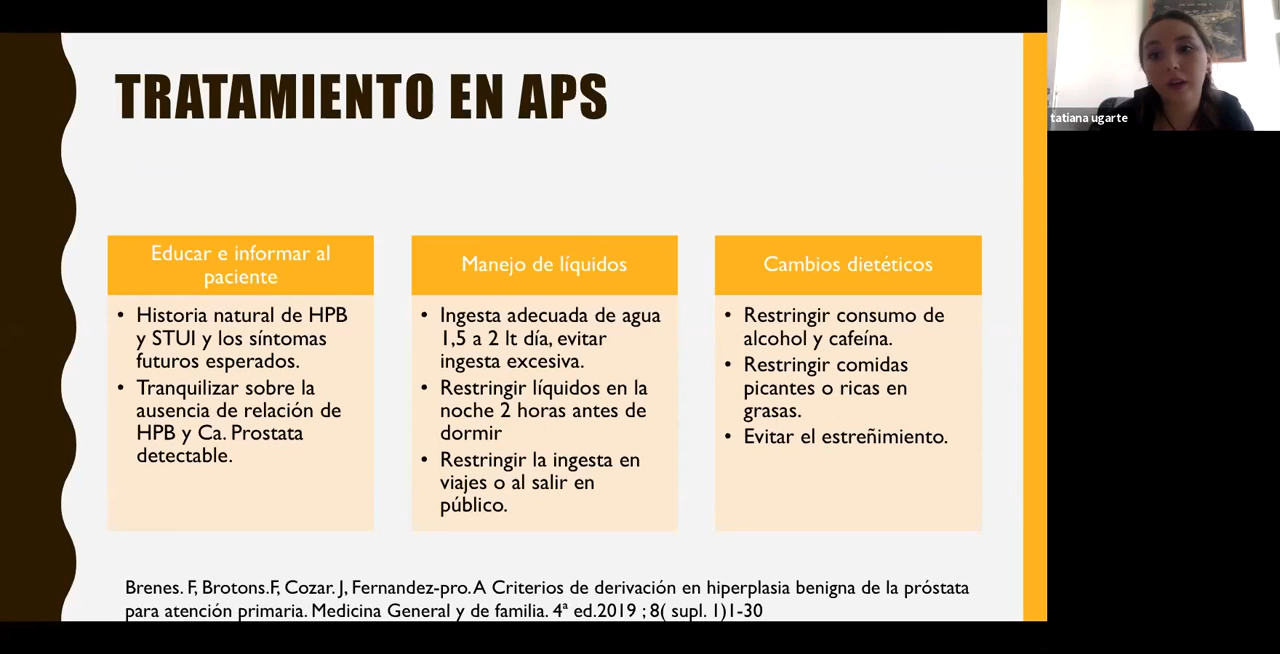 TRATAMIENTO EN APS
tatiana ugarte
Educar e informar al
paciente
• Historia natural de HPB
y STUI y los síntomas
futuros esperados.
• Tranquilizar sobre la
ausencia de relación de
HPB y Ca. Prostata
detectable.
Manejo de líquidos
• Ingesta adecuada de agua
1,5 a 2 lt día, evitar
ingesta excesiva.
• Restringir líquidos en la
noche 2 horas antes de
dormir
• Restringir la ingesta en
viajes o al salir en
público.
Cambios dietéticos
• Restringir consumo de
alcohol y cafeína.
• Restringir comidas
picantes o ricas en
grasas.
• Evitar el estreñimiento.
Brenes. F, Brotons.F, Cozar. J, Fernandez-pro. A Criterios de derivación en hiperplasia benigna de la próstata
para atención primaria. Medicina General y de familia. 4ª ed.2019 ; 8( supl. 1)1-30